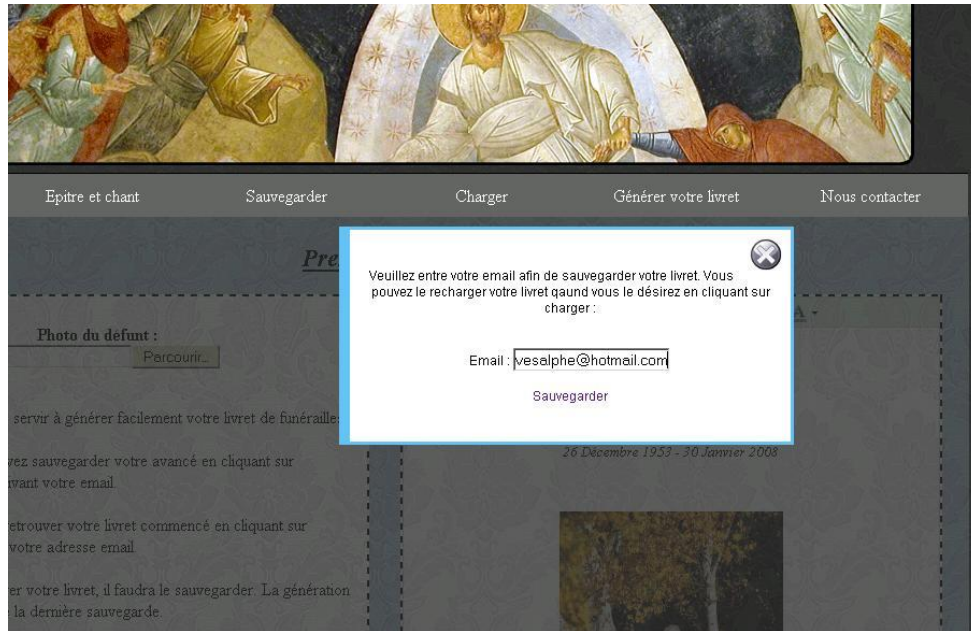 Epitre et chant Sauvegarder Charger Générer votre livret Nous contacter
Pre
Veuillez entre votre email afin de sauvegarder votre livret. Vous
pouvez le recharger votre livret qaund vous le désirez en cliquant sur
charger :
Email : vesalphe@hotmail.com
Sauvegarder
A
Photo du défunt :
Parcourir...
servir à générer facilement votre livret de funéraille
vez sauvegarder votre avancé en cliquant sur
ivant votre email.
etrouver votre livret commencé en cliquant sur
votre adresse email.
er votre livret, il faudra le sauvegarder. La génération
la dernière sauvegarde.
26 Décembre 1953 - 30 Janvier 2008